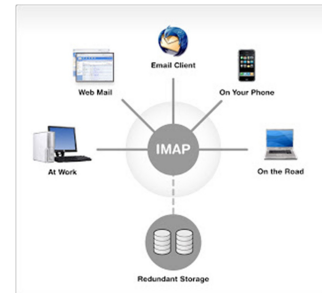 Email Client
Web Mail
On Your Phone
IMAP
At Work
On the Road
Redundant Storage